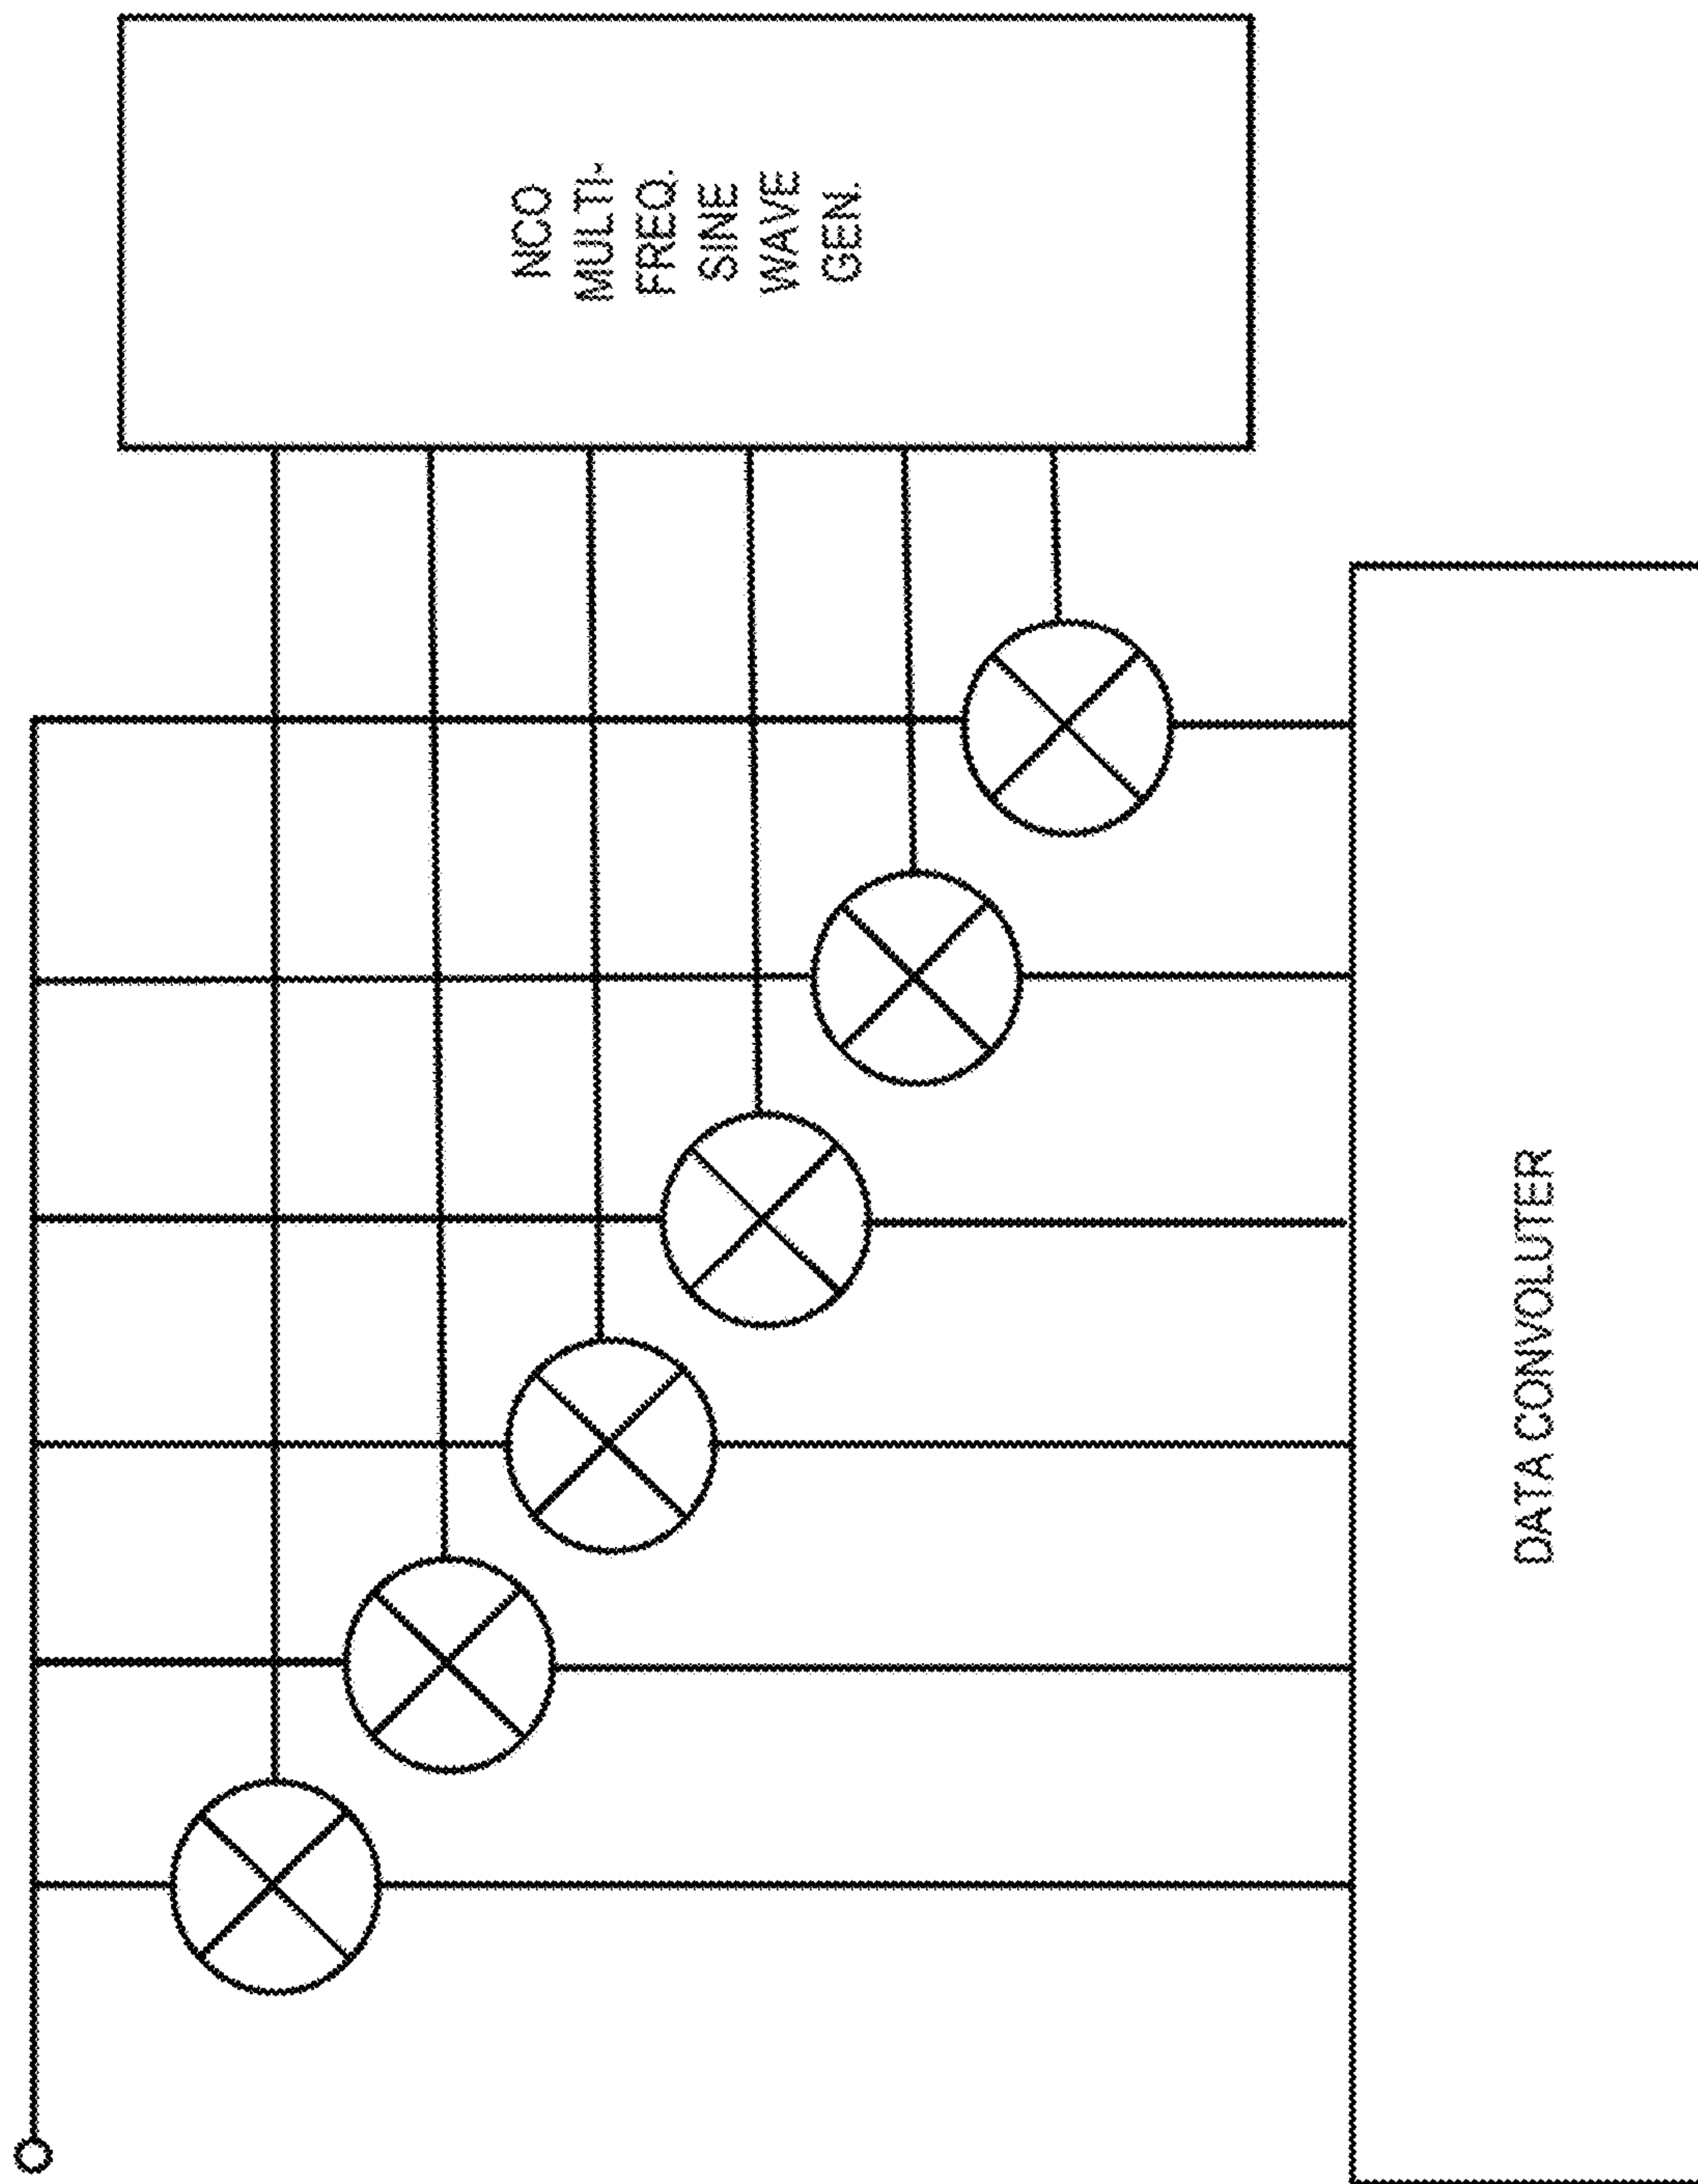 NCO
MULTI-
FREQ.
SINE
WAVE
GEN.
DATA CONVOLUTER